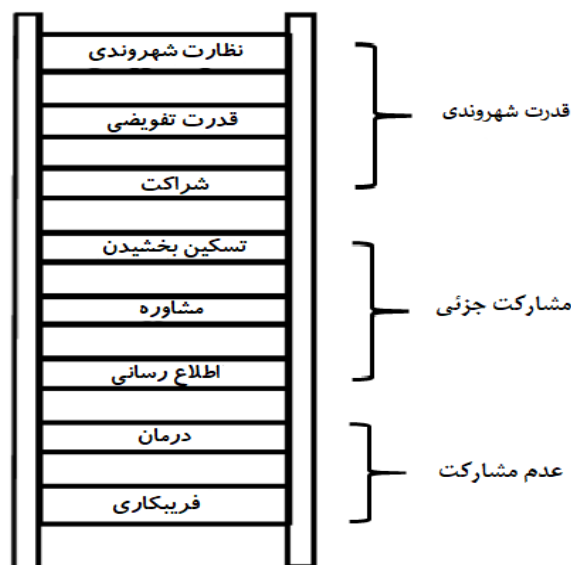 نظارت شهروندی
قدرت تفویضی
قدرت شهروندی
شراکت
تسکین بخشیدن
مشاوره
مشارکت جزئی
اطلاع رسانی
درمان
عدم مشارکت
فریبکاری